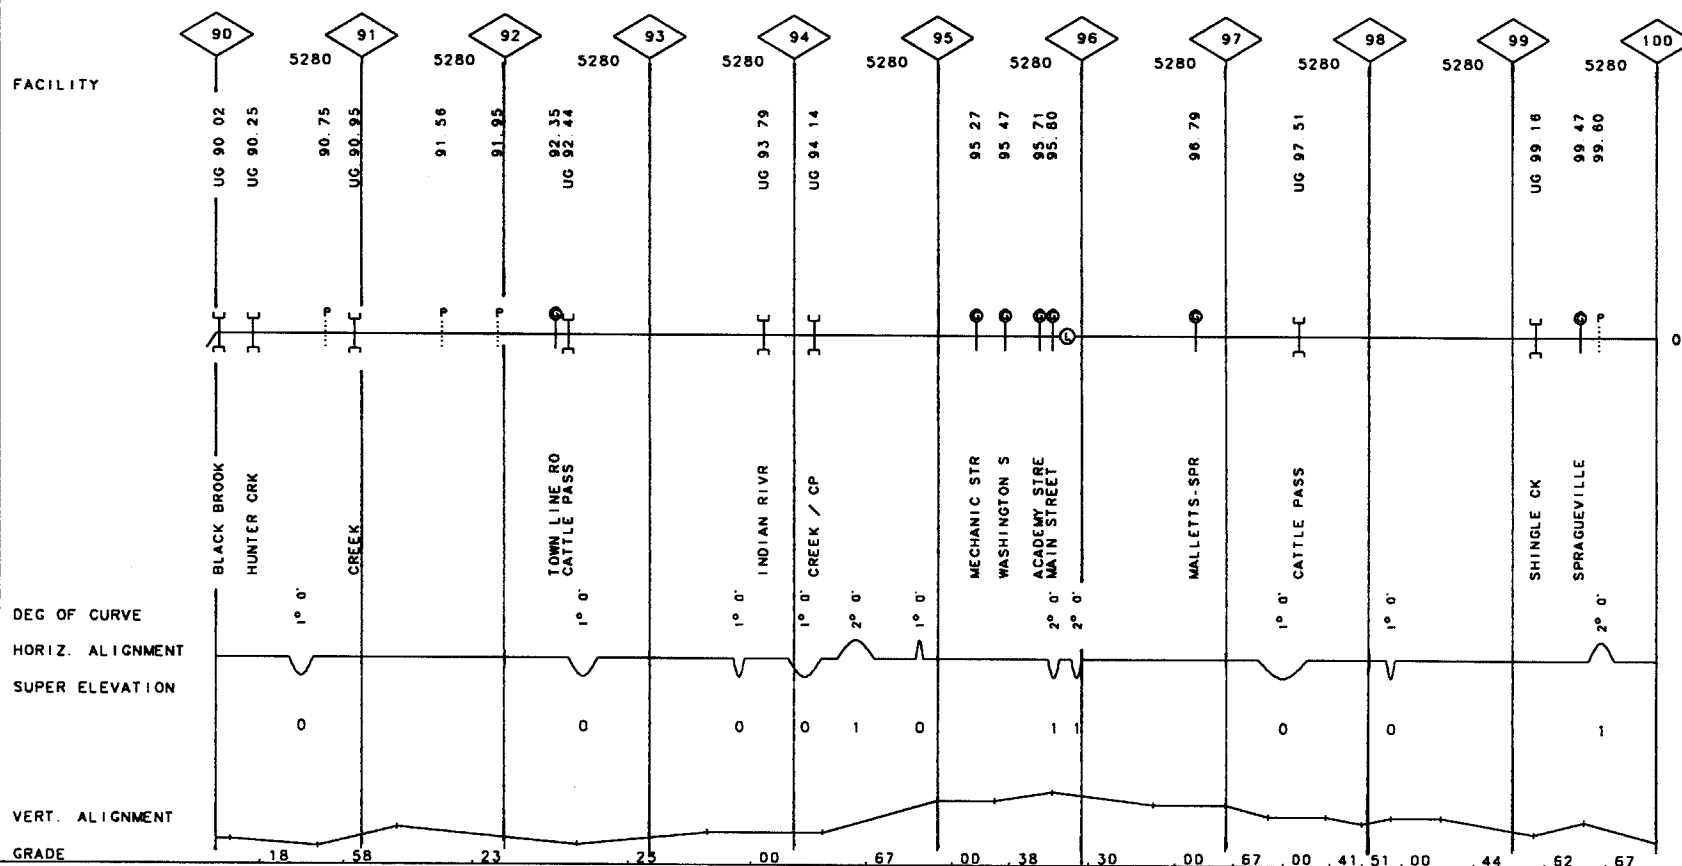 90 91 92 93 94 95 96 97 98 99 100
5280 5280 5280 5280 5280 5280 5280 5280 5280 5280
FACILITY
UG 90 02
UG 90.25
90.75
UG 90.95
91.56
91.95
92.35
UG 92.44
UG 93 79
UG 94.14
95.27
95.47
95.71
95.80
96.79
UG 97.51
UG 99 16
99.47
99.60
P P P G G G G G L G G P
0
BLACK BROOK
HUNTER CRK
CREEK
TOWN LINE RO
CATTLE PASS
INDIAN RIVR
CREEK / CP
MECHANIC STR
WASHINGTON S
ACADEMY STRE
MAIN STREET
MALLETTS-SPR
CATTLE PASS
SHINGLE CK
SPRAGUEVILLE
DEG OF CURVE 1° 0' 1° 0' 1° 0' 1° 0' 2° 0' 1° 0' 2° 0' 2° 0' 1° 0' 1° 0' 2° 0'
HORIZ. ALIGNMENT
SUPER ELEVATION
0 0 0 0 1 0 1 1 0 0 1
VERT. ALIGNMENT
GRADE .18 .58 .23 .25 .00 .67 .00 .38 .30 .00 .67 .00 .41 .51 .00 .44 .62 .67